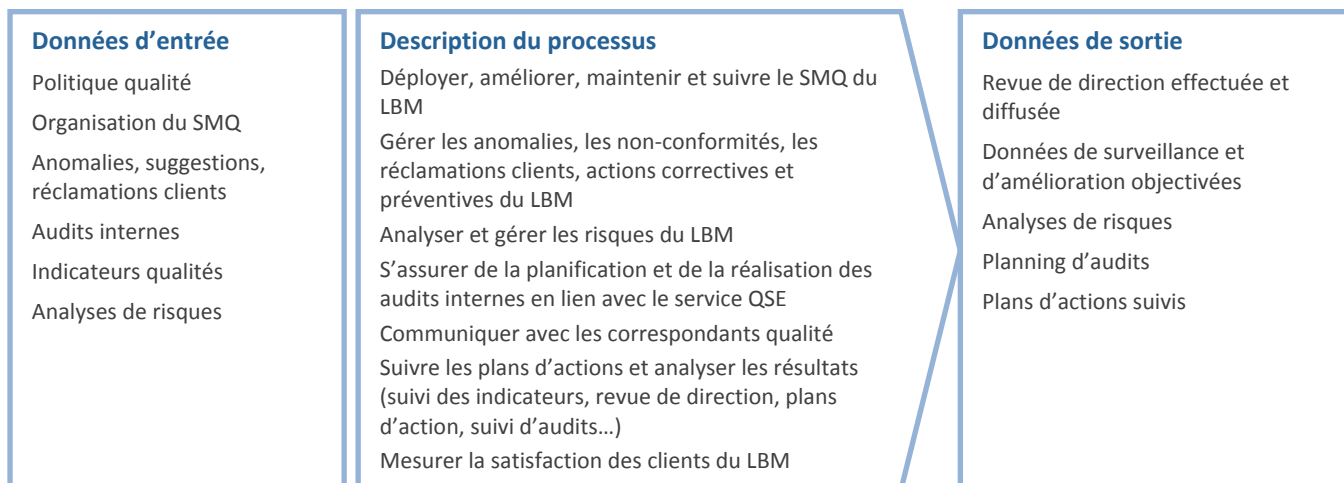 Données d’entrée
Politique qualité
Organisation du SMQ
Anomalies, suggestions,
réclamations clients
Audits internes
Indicateurs qualités
Analyses de risques
Description du processus
Déployer, améliorer, maintenir et suivre le SMQ du
LBM
Gérer les anomalies, les non-conformités, les
réclamations clients, actions correctives et
préventives du LBM
Analyser et gérer les risques du LBM
S’assurer de la planification et de la réalisation des
audits internes en lien avec le service QSE
Communiquer avec les correspondants qualité
Suivre les plans d’actions et analyser les résultats
(suivi des indicateurs, revue de direction, plans
d’action, suivi d’audits…)
Mesurer la satisfaction des clients du LBM
Données de sortie
Revue de direction effectuée et
diffusée
Données de surveillance et
d’amélioration objectivées
Analyses de risques
Planning d’audits
Plans d’actions suivis